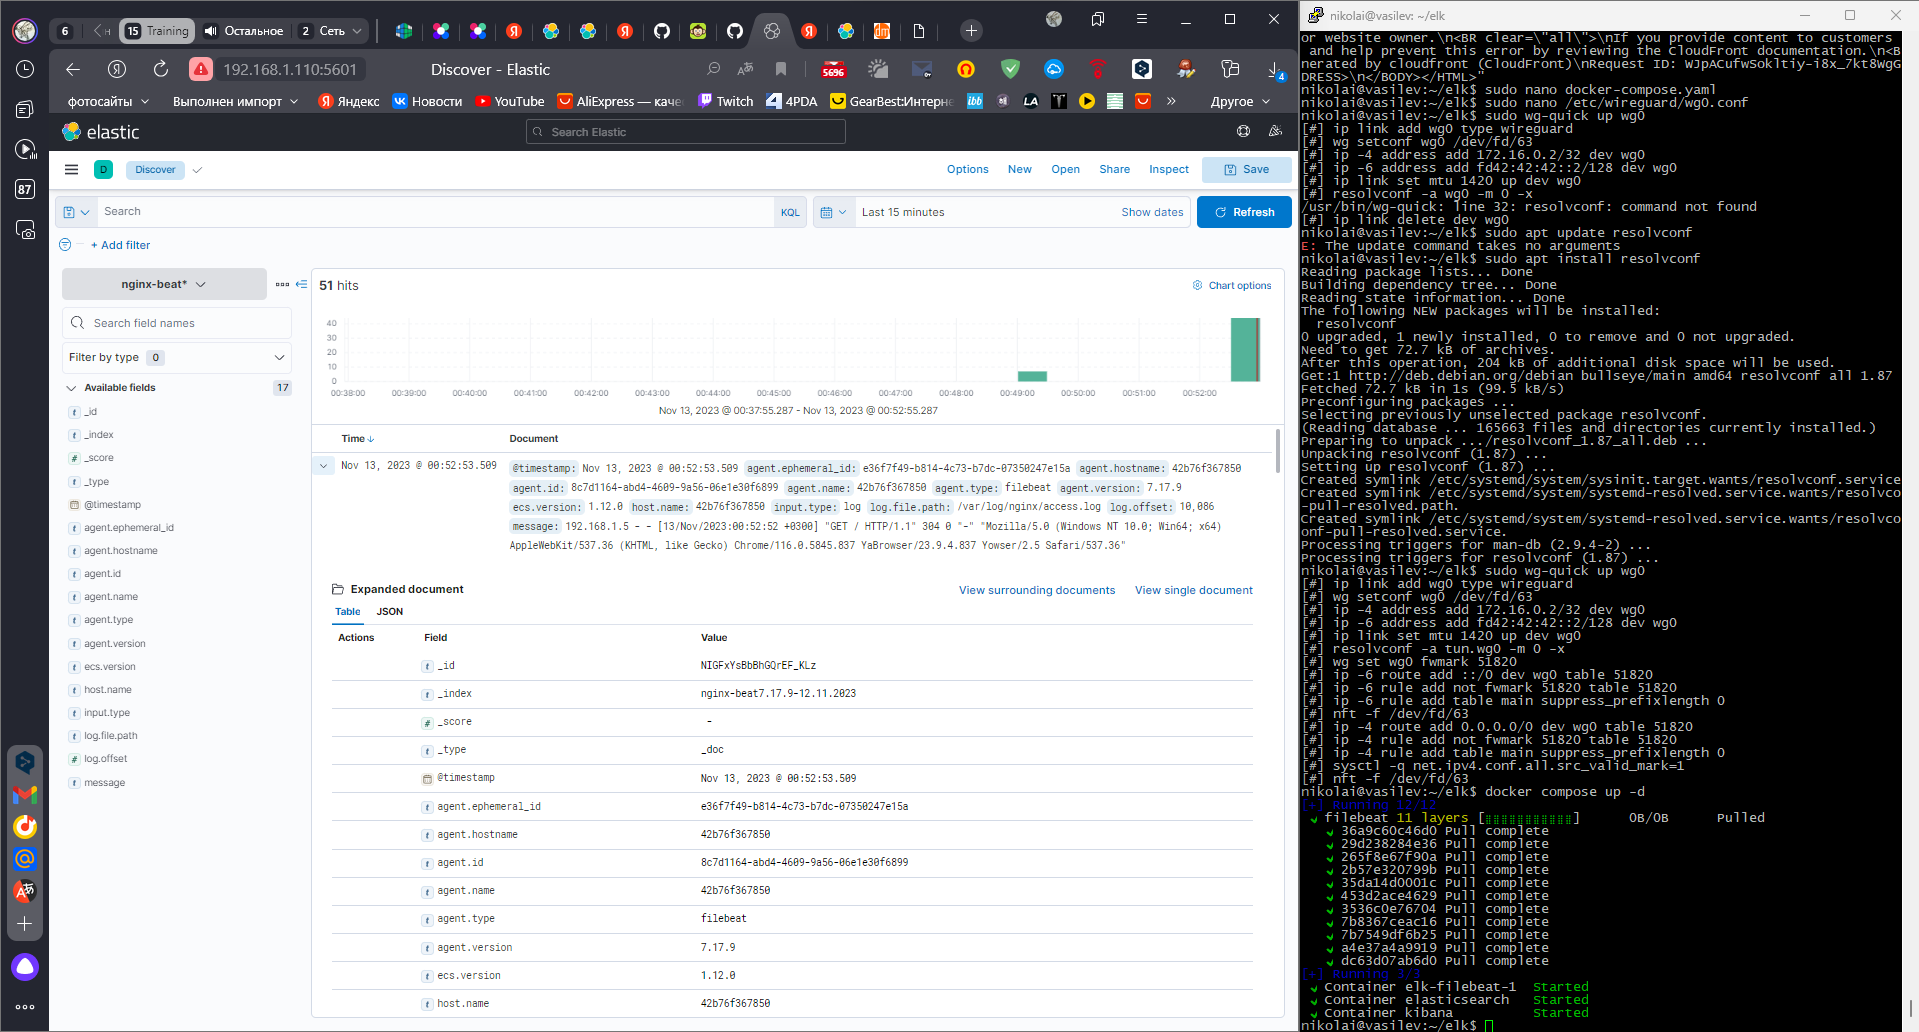 6
15 Training
Остальное
2 Сеть
nikolai@vasilev: ~/elk
192.168.1.110:5601
Discover - Elastic
5696
4
фотосайты
Выполнен импорт
Яндекс
Новости
YouTube
AliExpress — качес
Twitch
4PDA
GearBest:Интерне
ibb
LA
Другое
87
elastic
Search Elastic
D
Discover
Options
New
Open
Share
Inspect
Save
Search
KQL
Last 15 minutes
Show dates
Refresh
+ Add filter
nginx-beat*
Search field names
Filter by type 0
Available fields 17
_id
_index
_score
_type
@timestamp
agent.ephemeral_id
agent.hostname
agent.id
agent.name
agent.type
agent.version
ecs.version
host.name
input.type
log.file.path
log.offset
message
51 hits
Chart options
40
30
20
10
0
00:38:00 00:39:00 00:40:00 00:41:00 00:42:00 00:43:00 00:44:00 00:45:00 00:46:00 00:47:00 00:48:00 00:49:00 00:50:00 00:51:00 00:52:00
Nov 13, 2023 @ 00:37:55.287 - Nov 13, 2023 @ 00:52:55.287
Time Document
Nov 13, 2023 @ 00:52:53.509
@timestamp: Nov 13, 2023 @ 00:52:53.509 agent.ephemeral_id: e36f7f49-b814-4c73-b7dc-07350247e15a agent.hostname: 42b76f367850
agent.id: 8c7d1164-abd4-4609-9a56-06e1e30f6899 agent.name: 42b76f367850 agent.type: filebeat agent.version: 7.17.9
ecs.version: 1.12.0 host.name: 42b76f367850 input.type: log log.file.path: /var/log/nginx/access.log log.offset: 10,086
message: 192.168.1.5 - - [13/Nov/2023:00:52:52 +0300] "GET / HTTP/1.1" 304 0 "-" "Mozilla/5.0 (Windows NT 10.0; Win64; x64)
AppleWebKit/537.36 (KHTML, like Gecko) Chrome/116.0.5845.837 YaBrowser/23.9.4.837 Yowser/2.5 Safari/537.36"
Expanded document
View surrounding documents
View single document
Table JSON
Actions Field Value
_id NIGFxYsBbBhGQrEF_KLz
_index nginx-beat7.17.9-12.11.2023
_score -
_type _doc
@timestamp Nov 13, 2023 @ 00:52:53.509
agent.ephemeral_id e36f7f49-b814-4c73-b7dc-07350247e15a
agent.hostname 42b76f367850
agent.id 8c7d1164-abd4-4609-9a56-06e1e30f6899
agent.name 42b76f367850
agent.type filebeat
agent.version 7.17.9
ecs.version 1.12.0
host.name 42b76f367850
or website owner.\n<BR clear=\"all\">\nIf you provide content to customers
and help prevent this error by reviewing the CloudFront documentation.\n<B
nerated by cloudfront (CloudFront)\nRequest ID: WJpACufwSokltiy-i8x_7kt8WgG
DRESS>\n</BODY></HTML>"
nikolai@vasilev:~/elk$ sudo nano docker-compose.yaml
nikolai@vasilev:~/elk$ sudo nano /etc/wireguard/wg0.conf
nikolai@vasilev:~/elk$ sudo wg-quick up wg0
[#] ip link add wg0 type wireguard
[#] wg setconf wg0 /dev/fd/63
[#] ip -4 address add 172.16.0.2/32 dev wg0
[#] ip -6 address add fd42:42:42::2/128 dev wg0
[#] ip link set mtu 1420 up dev wg0
[#] resolvconf -a wg0 -m 0 -x
/usr/bin/wg-quick: line 32: resolvconf: command not found
[#] ip link delete dev wg0
nikolai@vasilev:~/elk$ sudo apt update resolvconf
E: The update command takes no arguments
nikolai@vasilev:~/elk$ sudo apt install resolvconf
Reading package lists... Done
Building dependency tree... Done
Reading state information... Done
The following NEW packages will be installed:
resolvconf
0 upgraded, 1 newly installed, 0 to remove and 0 not upgraded.
Need to get 72.7 kB of archives.
After this operation, 204 kB of additional disk space will be used.
Get:1 http://deb.debian.org/debian bullseye/main amd64 resolvconf all 1.87
Fetched 72.7 kB in 1s (99.5 kB/s)
Preconfiguring packages ...
Selecting previously unselected package resolvconf.
(Reading database ... 165663 files and directories currently installed.)
Preparing to unpack .../resolvconf_1.87_all.deb ...
Unpacking resolvconf (1.87) ...
Setting up resolvconf (1.87) ...
Created symlink /etc/systemd/system/sysinit.target.wants/resolvconf.service
Created symlink /etc/systemd/system/systemd-resolved.service.wants/resolvco
-pull-resolved.path.
Created symlink /etc/systemd/system/systemd-resolved.service.wants/resolvco
onf-pull-resolved.service.
Processing triggers for man-db (2.9.4-2) ...
Processing triggers for resolvconf (1.87) ...
nikolai@vasilev:~/elk$ sudo wg-quick up wg0
[#] ip link add wg0 type wireguard
[#] wg setconf wg0 /dev/fd/63
[#] ip -4 address add 172.16.0.2/32 dev wg0
[#] ip -6 address add fd42:42:42::2/128 dev wg0
[#] ip link set mtu 1420 up dev wg0
[#] resolvconf -a tun.wg0 -m 0 -x
[#] wg set wg0 fwmark 51820
[#] ip -6 route add ::/0 dev wg0 table 51820
[#] ip -6 rule add not fwmark 51820 table 51820
[#] ip -6 rule add table main suppress_prefixlength 0
[#] nft -f /dev/fd/63
[#] ip -4 route add 0.0.0.0/0 dev wg0 table 51820
[#] ip -4 rule add not fwmark 51820 table 51820
[#] ip -4 rule add table main suppress_prefixlength 0
[#] sysctl -q net.ipv4.conf.all.src_valid_mark=1
[#] nft -f /dev/fd/63
nikolai@vasilev:~/elk$ docker compose up -d
[+] Running 12/12
filebeat 11 layers [⣿⣿⣿⣿⣿⣿⣿⣿⣿⣿⣿] 0B/0B Pulled
36a9c60c46d0 Pull complete
29d238284e36 Pull complete
265f8e67f90a Pull complete
2b57e320799b Pull complete
35da14d0001c Pull complete
453d2ace4629 Pull complete
3536c0e76704 Pull complete
7b8367ceac16 Pull complete
7b7549df6b25 Pull complete
a4e37a4a9919 Pull complete
dc63d07ab6d0 Pull complete
[+] Running 3/3
Container elk-filebeat-1 Started
Container elasticsearch Started
Container kibana Started
nikolai@vasilev:~/elk$